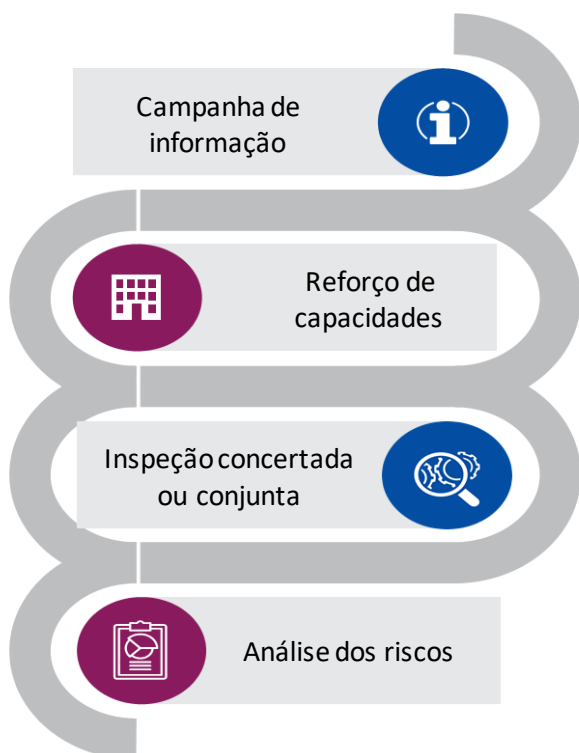 Campanha de
informação
Reforço de
capacidades
Inspeção concertada
ou conjunta
Análise dos riscos